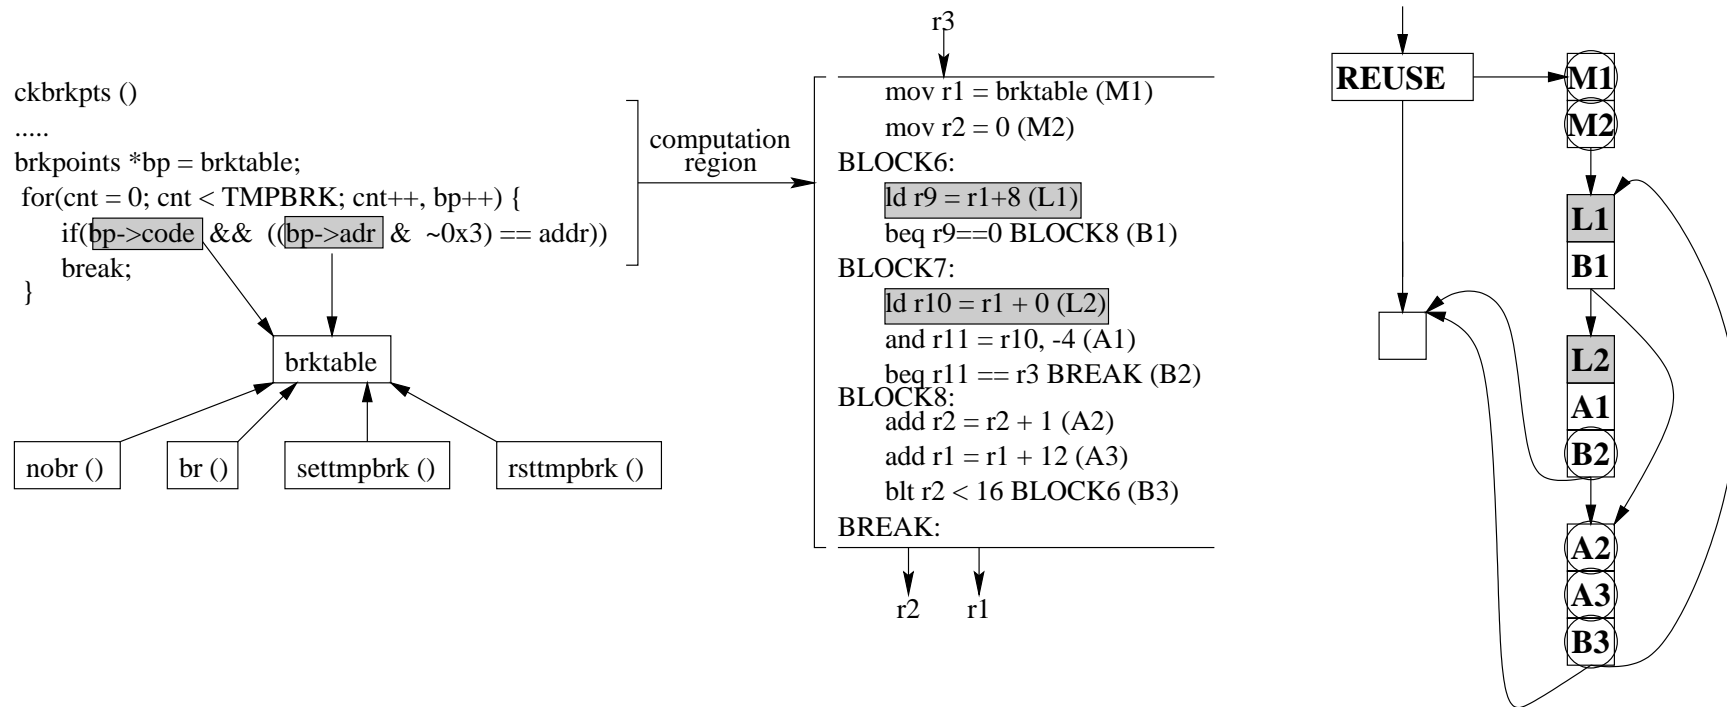 ckbrkpts ()
.....
brkpoints *bp = brktable;
for(cnt = 0; cnt < TMPBRK; cnt++, bp++) {
if(bp->code && ((bp->adr & ~0x3) == addr))
break;
}
brktable
nobr ()
br ()
settmpbrk ()
rsttmpbrk ()
computation
region
r3
mov r1 = brktable (M1)
mov r2 = 0 (M2)
BLOCK6:
ld r9 = r1+8 (L1)
beq r9==0 BLOCK8 (B1)
BLOCK7:
ld r10 = r1 + 0 (L2)
and r11 = r10, -4 (A1)
beq r11 == r3 BREAK (B2)
BLOCK8:
add r2 = r2 + 1 (A2)
add r1 = r1 + 12 (A3)
blt r2 < 16 BLOCK6 (B3)
BREAK:
r2
r1
REUSE
M1
M2
L1
B1
L2
A1
B2
A2
A3
B3